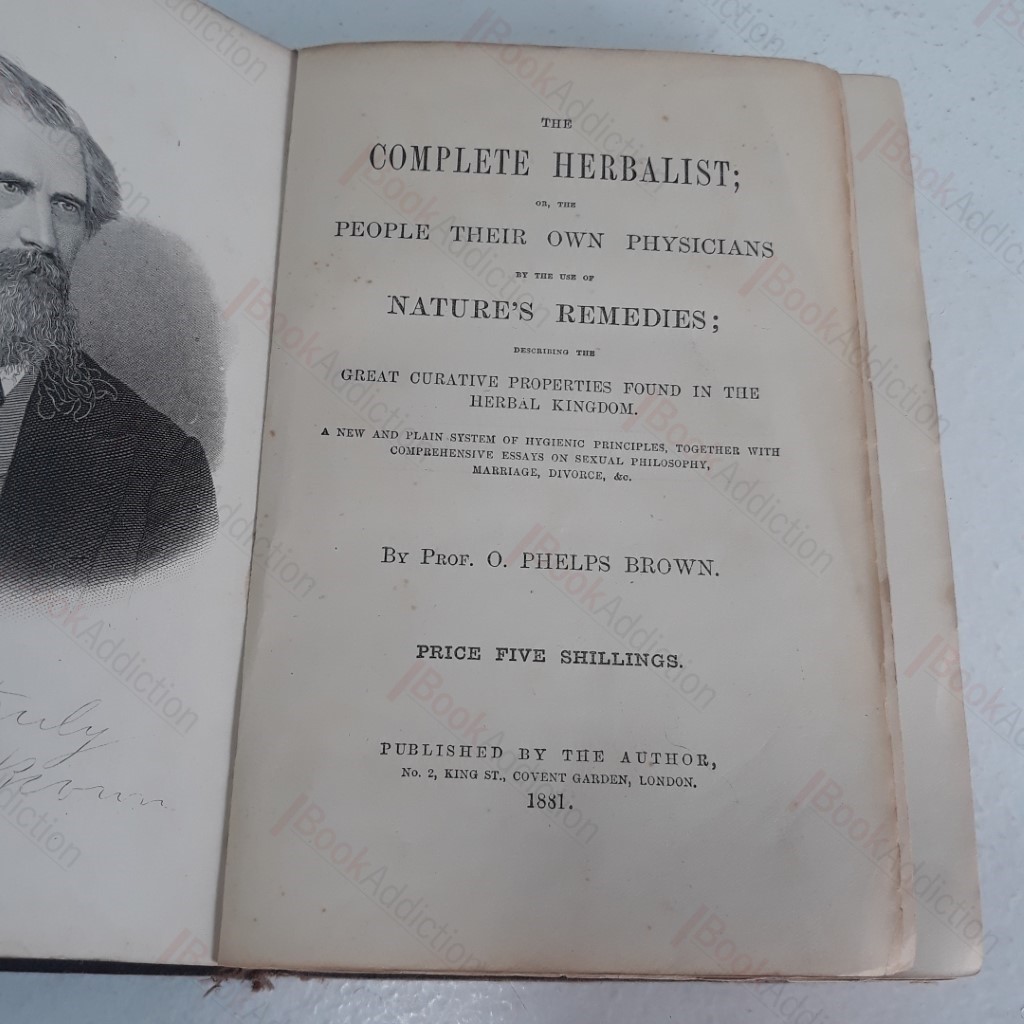 THE
COMPLETE HERBALIST;
OR, THE
PEOPLE THEIR OWN PHYSICIANS
BY THE USE OF
NATURE'S REMEDIES;
DESCRIBING THE
GREAT CURATIVE PROPERTIES FOUND IN THE
HERBAL KINGDOM.
A NEW AND PLAIN SYSTEM OF HYGIENIC PRINCIPLES, TOGETHER WITH
COMPREHENSIVE ESSAYS ON SEXUAL PHILOSOPHY,
MARRIAGE, DIVORCE, &c.
BY PROF. O. PHELPS BROWN.
PRICE FIVE SHILLINGS.
PUBLISHED BY THE AUTHOR,
No. 2, KING ST., COVENT GARDEN, LONDON.
1881.
Truly
Brown
BookAddiction